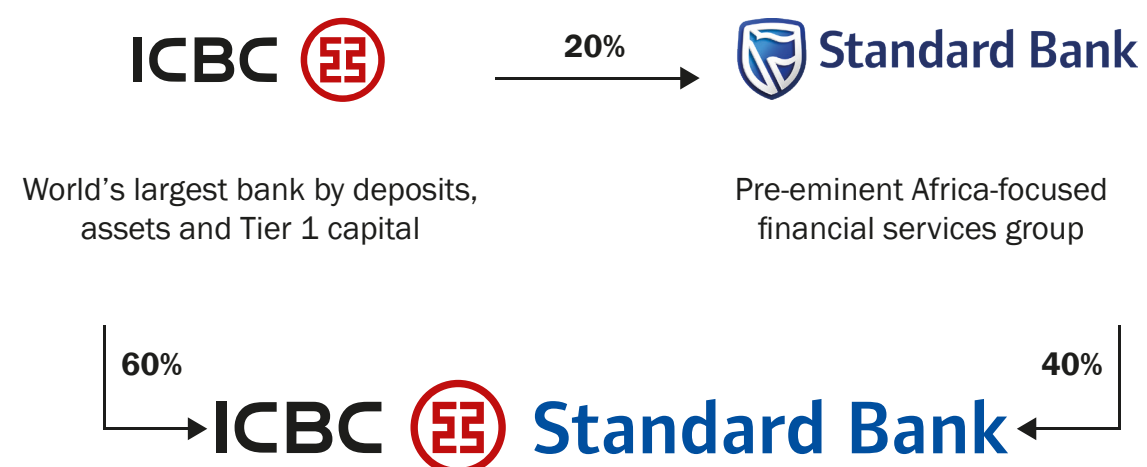 ICBC
20%
Standard Bank
World's largest bank by deposits,
assets and Tier 1 capital
Pre-eminent Africa-focused
financial services group
60%
40%
ICBC Standard Bank